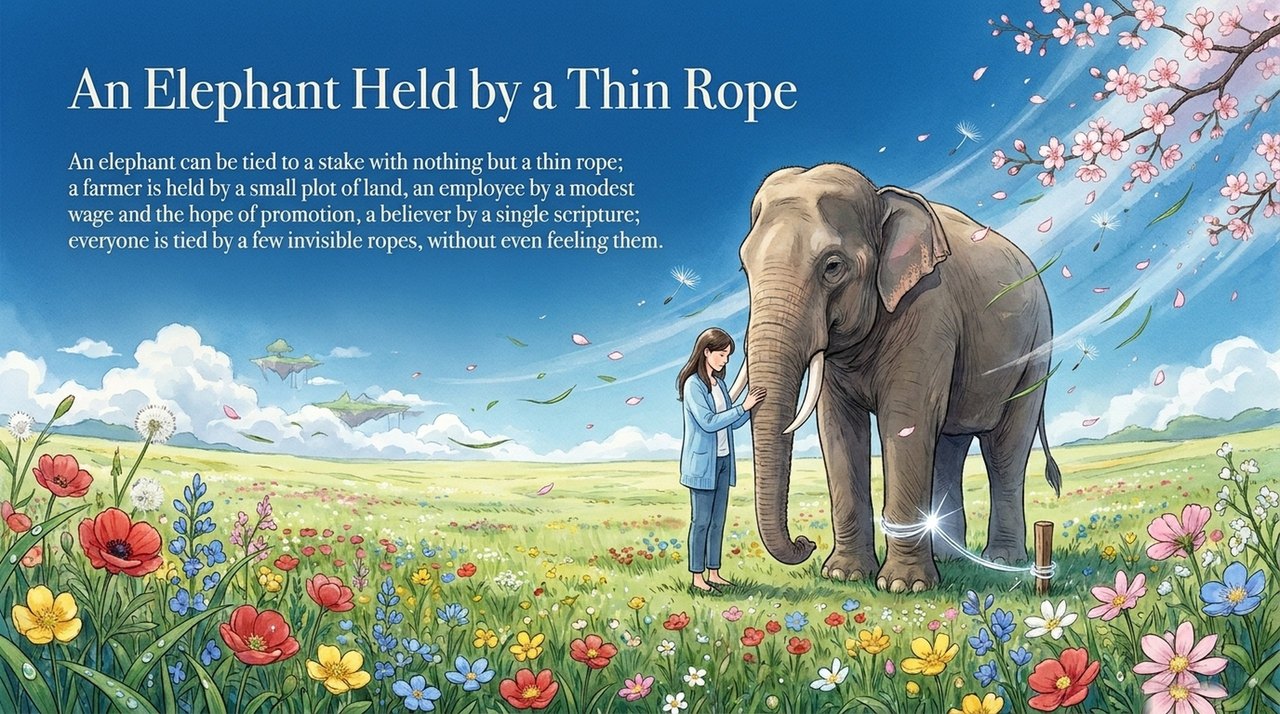 An Elephant Held by a Thin Rope
An elephant can be tied to a stake with nothing but a thin rope;
a farmer is held by a small plot of land, an employee by a modest
wage and the hope of promotion, a believer by a single scripture;
everyone is tied by a few invisible ropes, without even feeling them.